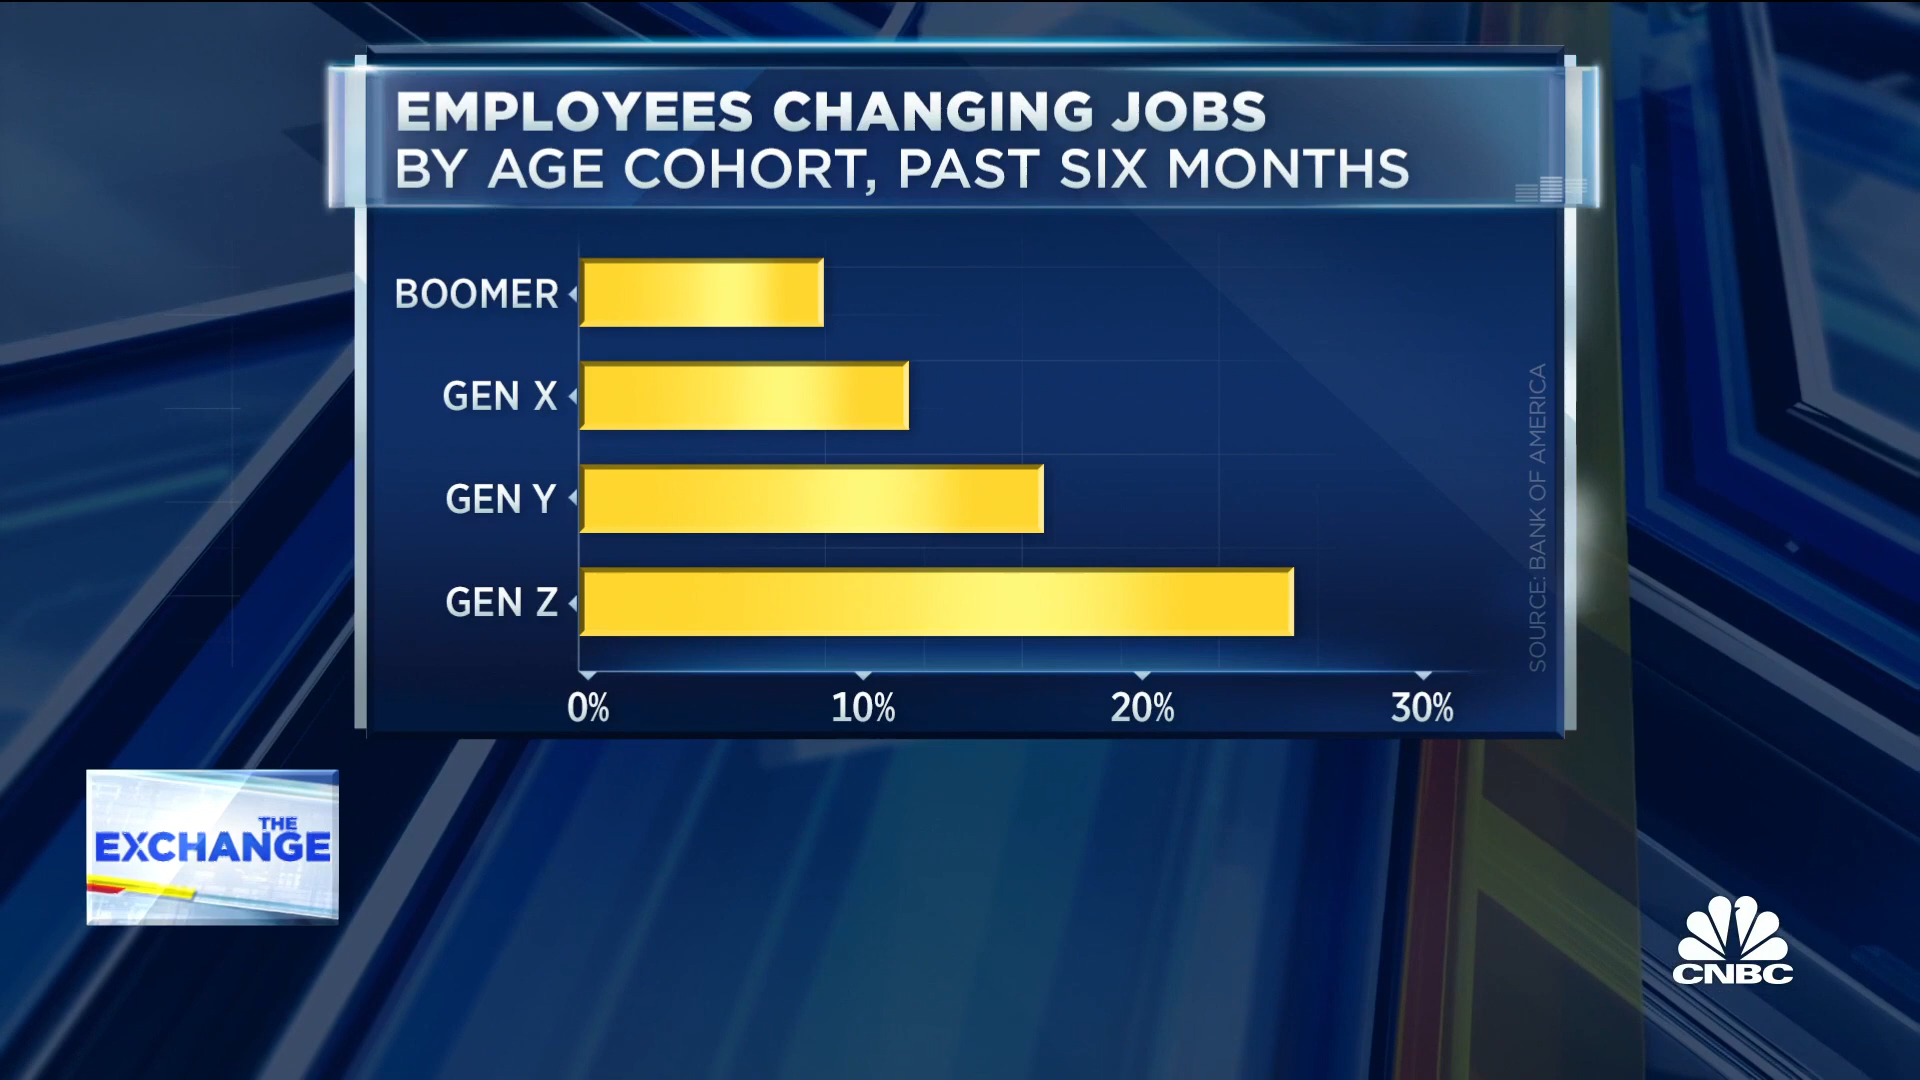 EMPLOYEES CHANGING JOBS
BY AGE COHORT, PAST SIX MONTHS
BOOMER
GEN X
GEN Y
GEN Z
0% 10% 20% 30%
SOURCE: BANK OF AMERICA
THE
EXCHANGE
CNBC